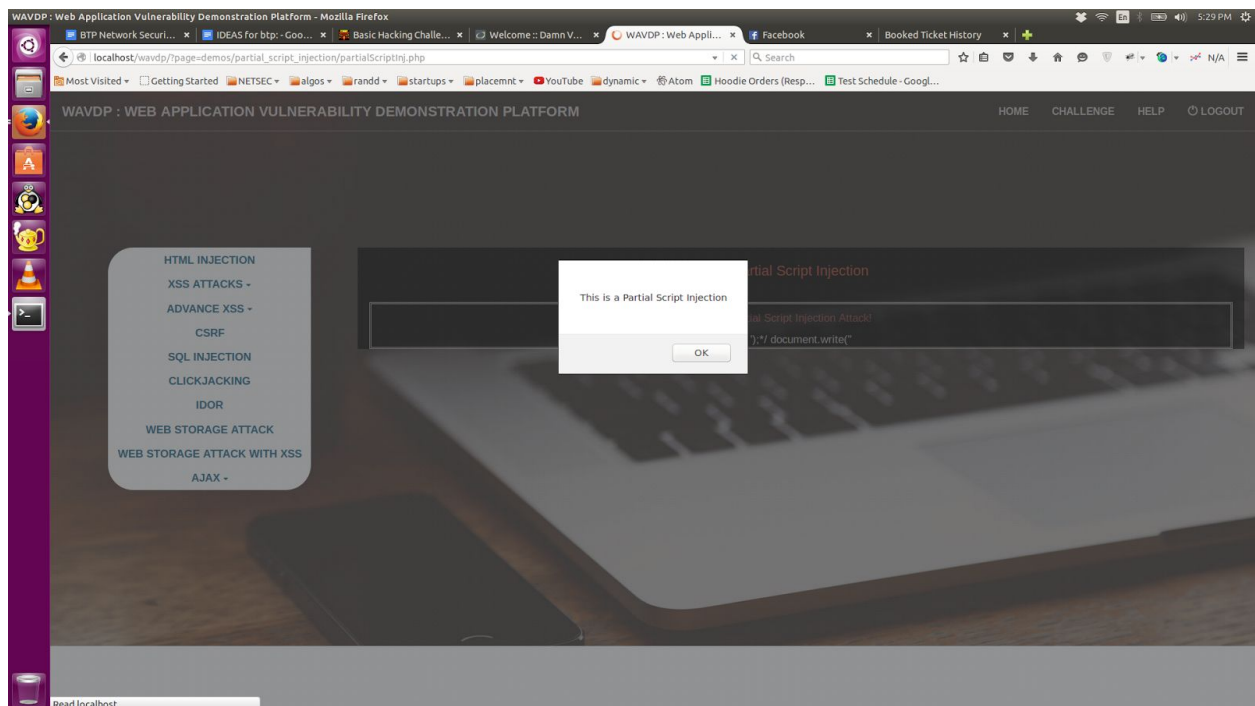 WAVDP : Web Application Vulnerability Demonstration Platform - Mozilla Firefox
En
5:29 PM
BTP Network Securi...
IDEAS for btp: - Goo...
Basic Hacking Challe...
Welcome :: Damn V...
WAVDP : Web Appli...
Facebook
Booked Ticket History
localhost/wavdp/?page=demos/partial_script_injection/partialScriptInj.php
Search
N/A
Most Visited
Getting Started
NETSEC
algos
randd
startups
placemnt
YouTube
dynamic
Atom
Hoodie Orders (Resp...
Test Schedule - Googl...
WAVDP : WEB APPLICATION VULNERABILITY DEMONSTRATION PLATFORM
HOME
CHALLENGE
HELP
LOGOUT
HTML INJECTION
XSS ATTACKS
ADVANCE XSS
CSRF
SQL INJECTION
CLICKJACKING
IDOR
WEB STORAGE ATTACK
WEB STORAGE ATTACK WITH XSS
AJAX
Script Injection
Script Injection Attack!
");*/ document.write("
This is a Partial Script Injection
OK
Read localhost